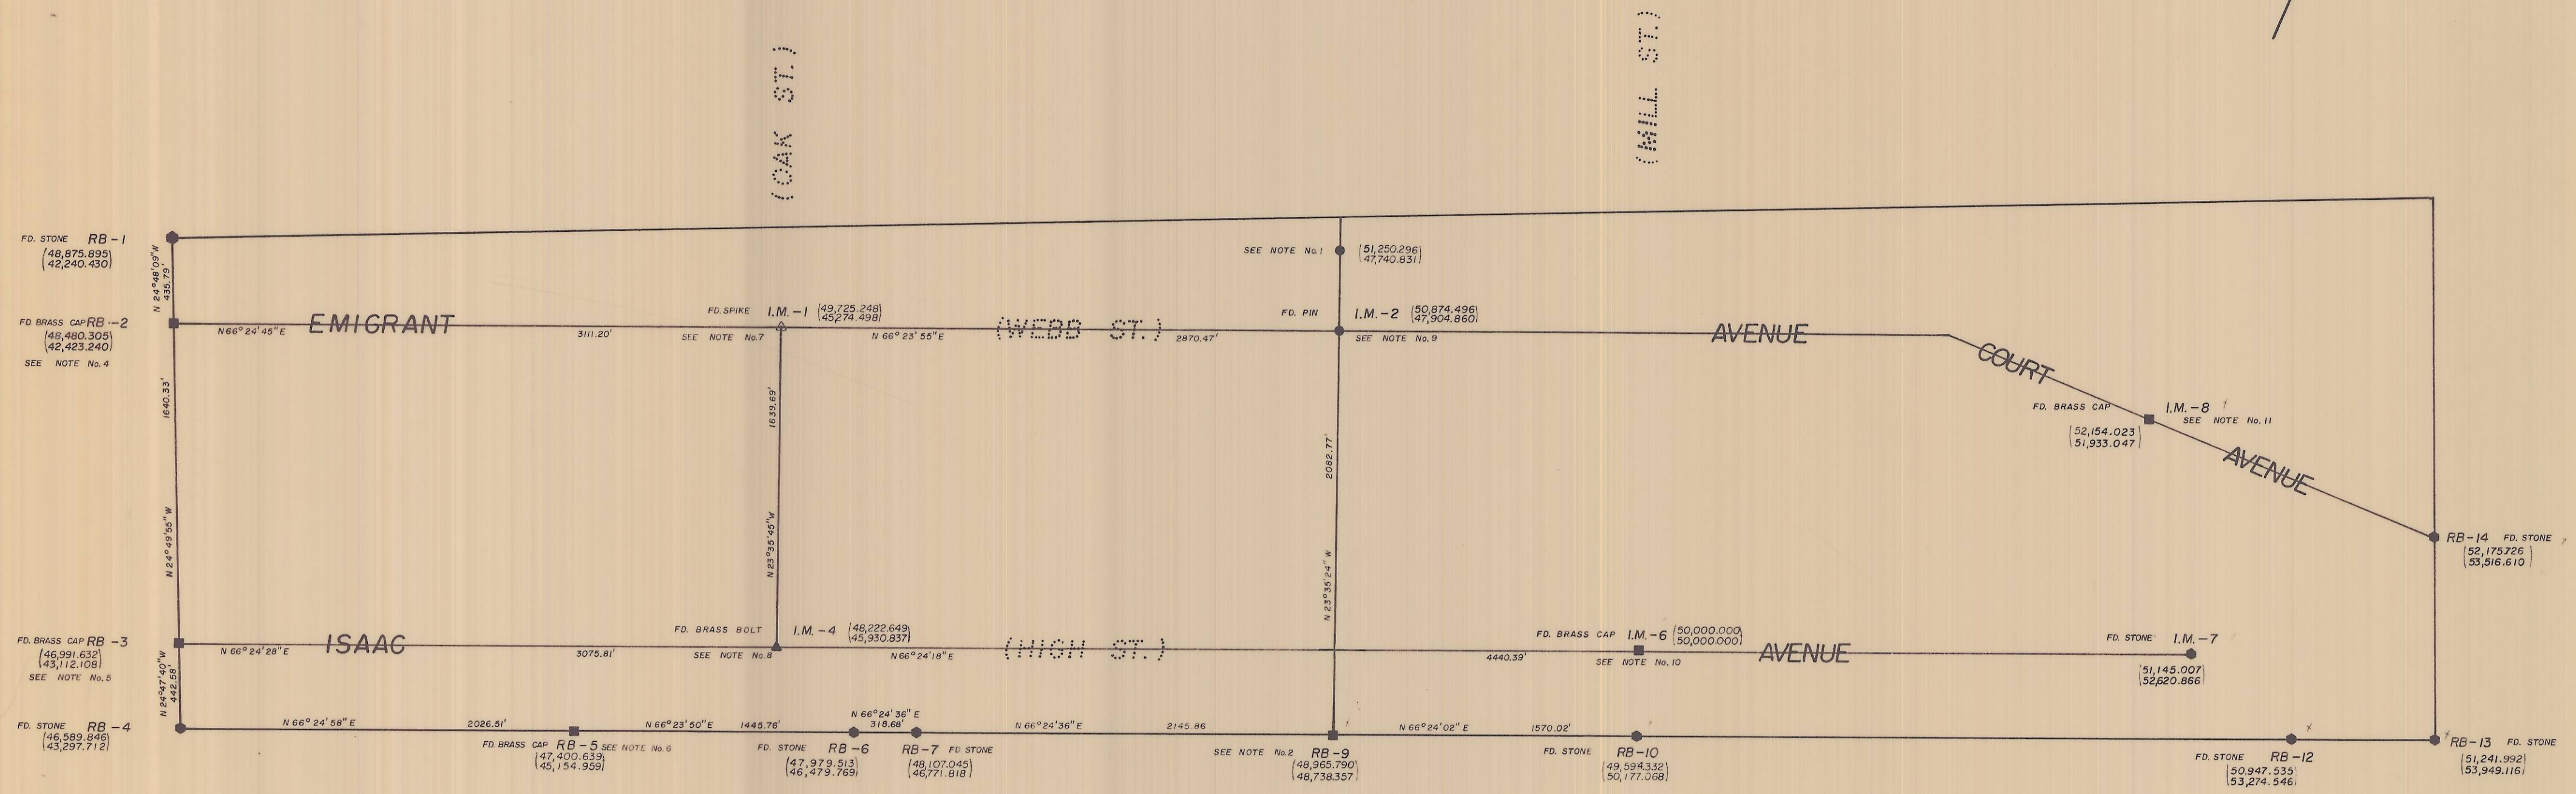 (OAK ST.)
(MILL ST.)
FD. STONE RB-1
(48,875.895)
(42,240.430)
N 24°48'09"W
435.79'
SEE NOTE No.1
(51,250.296)
(47,740.831)
FD. BRASS CAP RB-2
(48,480.305)
(42,423.240)
SEE NOTE No. 4
N66° 24' 45"E
EMIGRANT
3111.20'
FD. SPIKE I.M.-1 (49,725.248)
(45,274.498)
SEE NOTE No.7
N 66° 23' 55"E
(WEBB ST.)
2870.47'
FD. PIN I.M.-2 (50,874.496)
(47,904.860)
SEE NOTE No. 9
AVENUE
COURT
FD. BRASS CAP I.M.-8
SEE NOTE No. 11
(52,154.023)
(51,933.047)
AVENUE
RB-14 FD. STONE
(52,175.726)
(53,516.610)
1640.33'
N 24°49'55"W
1639.69'
N 23°35'45"W
2082.77'
N 23°35'24" W
FD. BRASS CAP RB-3
(46,991.632)
(43,112.108)
SEE NOTE No. 5
N 66°24'28"E
ISAAC
3075.81'
FD. BRASS BOLT I.M.-4 (48,222.649)
(45,930.837)
SEE NOTE No.8
N66°24'18"E
(HIGH ST.)
4440.39'
FD. BRASS CAP I.M.-6 (50,000.000)
(50,000.000)
SEE NOTE No. 10
AVENUE
FD. STONE I.M.-7
(51,145.007)
(52,620.866)
N 24°47'40"W
442.58'
FD. STONE RB-4
(46,589.846)
(43,297.712)
N 66° 24' 58" E
2026.51'
FD. BRASS CAP RB-5 SEE NOTE No. 6
(47,400.639)
(45,154.959)
N 66°23'50"E
1445.76'
N 66°24'36" E
318.68'
FD. STONE RB-6
(47,979.513)
(46,479.769)
RB-7 FD STONE
(48,107.045)
(46,771.818)
N 66°24'36"E
2145.86
SEE NOTE No.2 RB-9
(48,965.790)
(48,738.357)
N 66°24'02" E
1570.02'
FD. STONE RB-10
(49,594.332)
(50,177.068)
FD. STONE RB-12
(50,947.535)
(53,274.546)
RB-13 FD. STONE
(51,241.992)
(53,949.116)